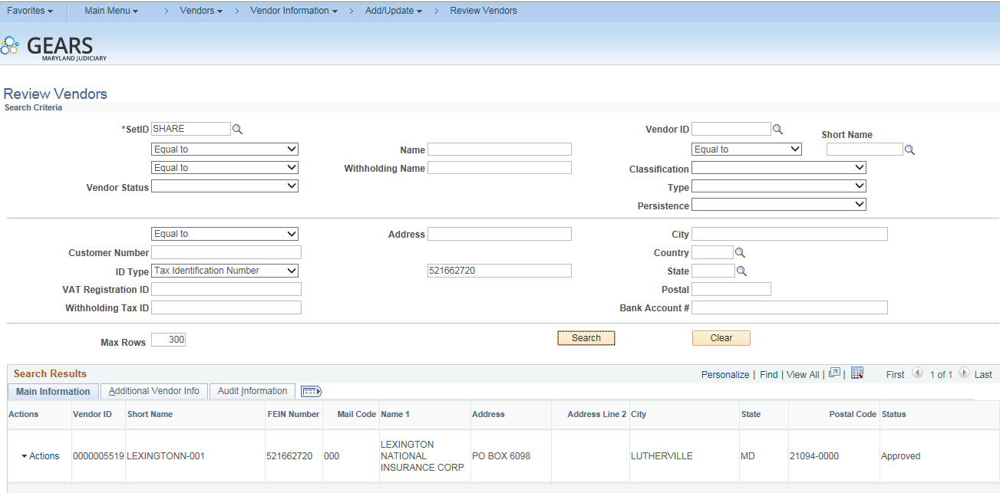 Favorites Main Menu > Vendors > Vendor Information > Add/Update > Review Vendors
GEARS
MARYLAND JUDICIARY
Review Vendors
Search Criteria
*SetID SHARE Vendor ID
Short Name
Equal to Name Equal to
Equal to Withholding Name Classification
Vendor Status Type
Persistence
Equal to Address City
Customer Number Country
ID Type Tax Identification Number 521662720 State
VAT Registration ID Postal
Withholding Tax ID Bank Account #
Max Rows 300 Search Clear
Search Results Personalize | Find | View All | | First 1 of 1 Last
Main Information Additional Vendor Info Audit Information
Actions Vendor ID Short Name FEIN Number Mail Code Name 1 Address Address Line 2 City State Postal Code Status
Actions 0000005519 LEXINGTONN-001 521662720 000 LEXINGTON NATIONAL INSURANCE CORP PO BOX 6098 LUTHERVILLE MD 21094-0000 Approved